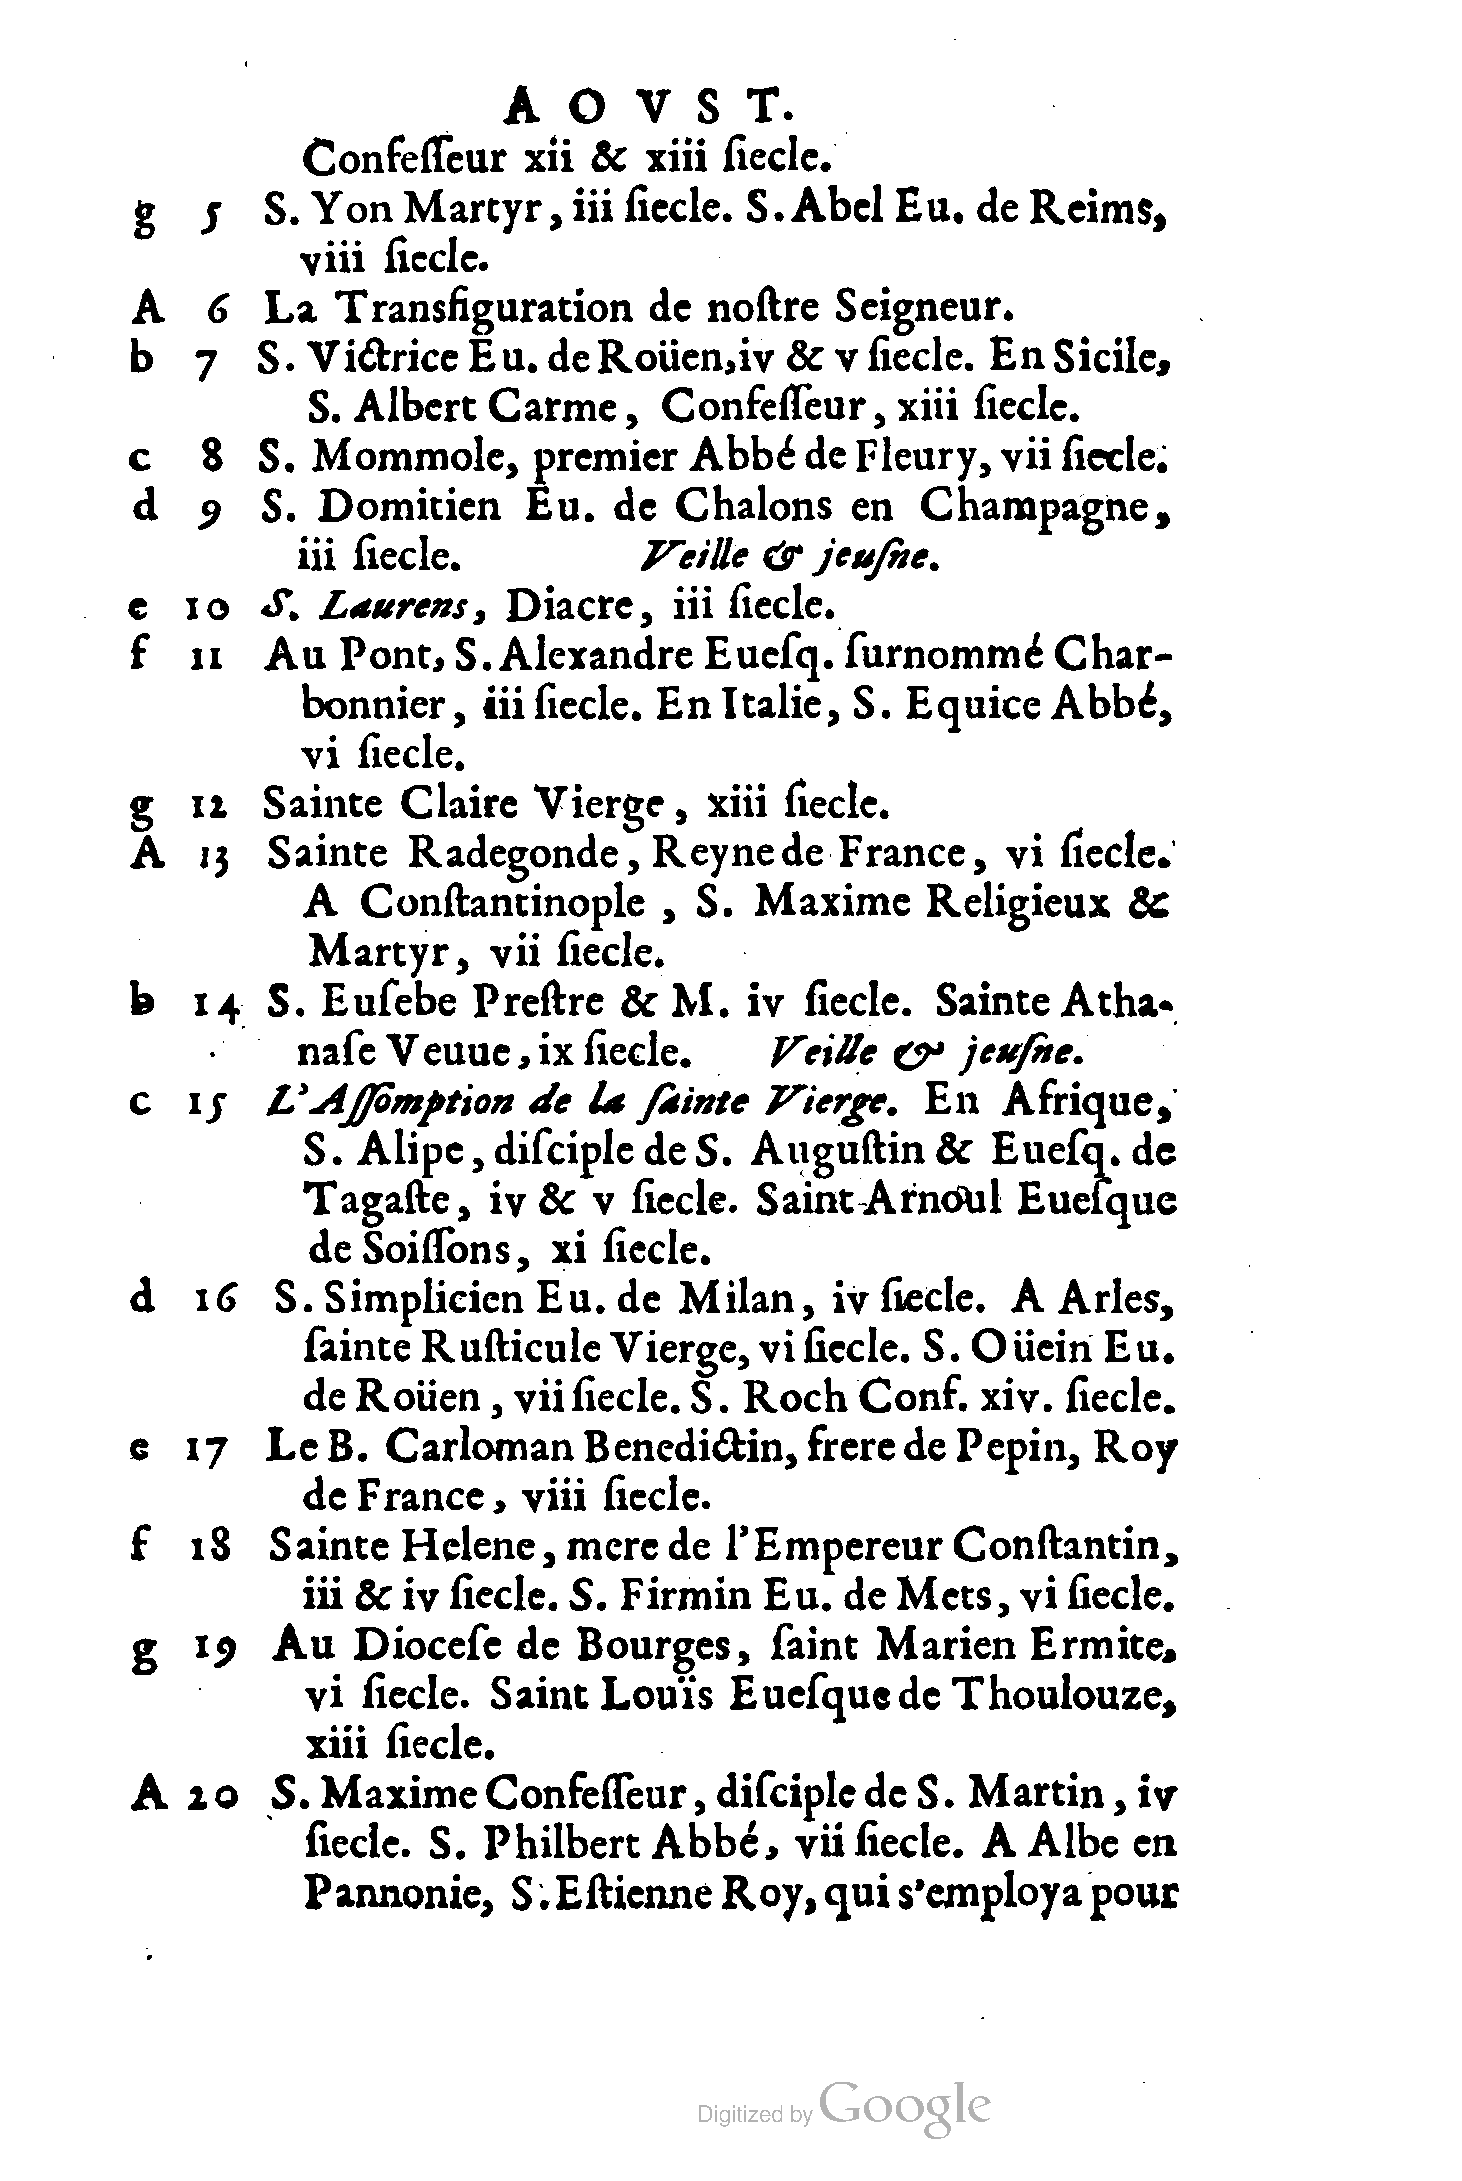 AOVST.
Confeſſeur xii & xiii ſiecle.
g 5 S. Yon Martyr, iii ſiecle. S. Abel Eu. de Reims,
viii ſiecle.
A 6 La Transfiguration de noſtre Seigneur.
b 7 S. Victrice Eu. de Roüen, iv & v ſiecle. En Sicile,
S. Albert Carme, Confeſſeur, xiii ſiecle.
c 8 S. Mommole, premier Abbé de Fleury, vii ſiecle.
d 9 S. Domitien Eu. de Chalons en Champagne,
iii ſiecle. Veille & jeuſne.
e 10 S. Laurens, Diacre, iii ſiecle.
f 11 Au Pont, S. Alexandre Eueſq. ſurnommé Char-
bonnier, iii ſiecle. En Italie, S. Equice Abbé,
vi ſiecle.
g 12 Sainte Claire Vierge, xiii ſiecle.
A 13 Sainte Radegonde, Reyne de France, vi ſiecle.
A Conſtantinople, S. Maxime Religieux &
Martyr, vii ſiecle.
b 14 S. Euſebe Preſtre & M. iv ſiecle. Sainte Atha-
naſe Veuue, ix ſiecle. Veille & jeuſne.
c 15 L'Aſſomption de la ſainte Vierge. En Afrique,
S. Alipe, diſciple de S. Auguſtin & Eueſq. de
Tagaſte, iv & v ſiecle. Saint Arnoul Eueſque
de Soiſſons, xi ſiecle.
d 16 S. Simplicien Eu. de Milan, iv ſiecle. A Arles,
ſainte Ruſticule Vierge, vi ſiecle. S. Oüein Eu.
de Roüen, vii ſiecle. S. Roch Conf. xiv. ſiecle.
e 17 Le B. Carloman Benedictin, frere de Pepin, Roy
de France, viii ſiecle.
f 18 Sainte Helene, mere de l'Empereur Conſtantin,
iii & iv ſiecle. S. Firmin Eu. de Mets, vi ſiecle.
g 19 Au Dioceſe de Bourges, ſaint Marien Ermite,
vi ſiecle. Saint Louïs Eueſque de Thoulouze,
xiii ſiecle.
A 20 S. Maxime Confeſſeur, diſciple de S. Martin, iv
ſiecle. S. Philbert Abbé, vii ſiecle. A Albe en
Pannonie, S. Eſtienne Roy, qui s'employa pour
Digitized by Google